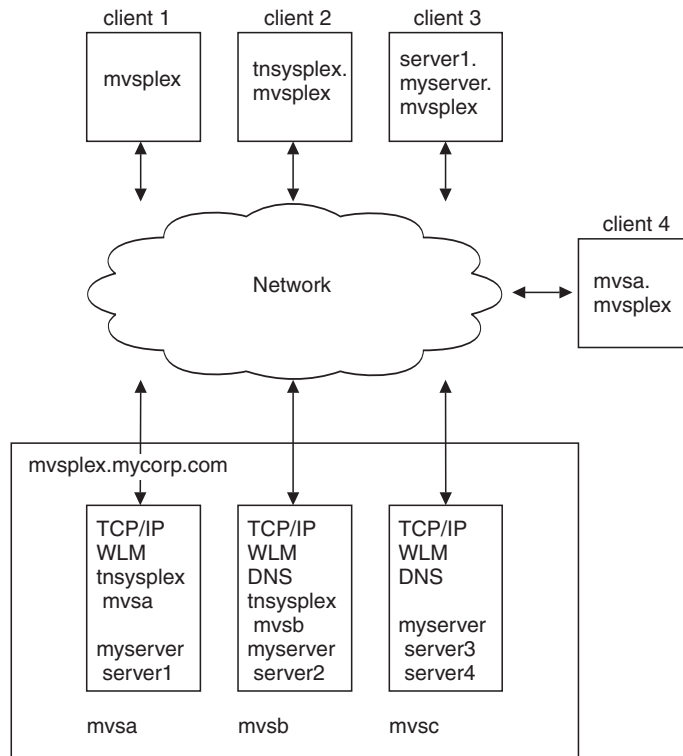 client 1
client 2
client 3
mvsplex
tnsysplex.
mvsplex
server1.
myserver.
mvsplex
client 4
mvsa.
mvsplex
Network
mvsplex.mycorp.com
TCP/IP
WLM
tnsysplex
mvsa
myserver
server1
TCP/IP
WLM
DNS
tnsysplex
mvsb
myserver
server2
TCP/IP
WLM
DNS
myserver
server3
server4
mvsa
mvsb
mvsc